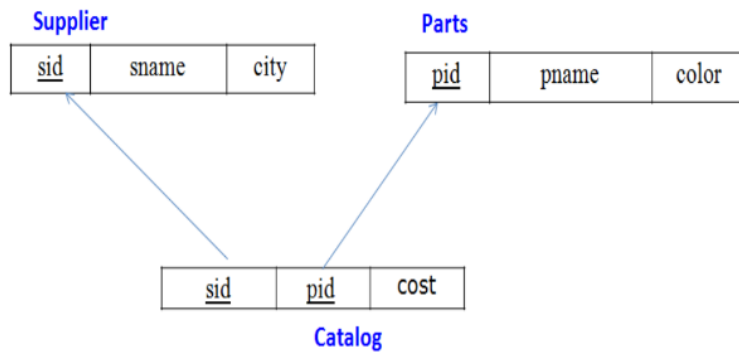 Supplier
Parts
sid sname city
pid pname color
sid pid cost
Catalog